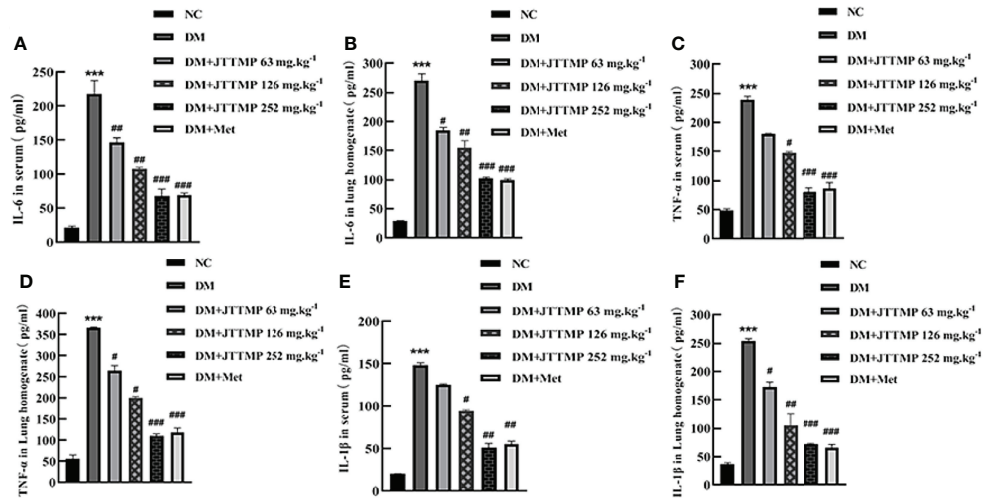 A
NC
DM
DM+JTTMP 63 mg.kg-1
DM+JTTMP 126 mg.kg-1
DM+JTTMP 252 mg.kg-1
DM+Met
IL-6 in serum ( pg/ml)
250
200
150
100
50
0
***
##
##
###
###
B
NC
DM
DM+JTTMP 63 mg.kg-1
DM+JTTMP 126 mg.kg-1
DM+JTTMP 252 mg.kg-1
DM+Met
IL-6 in lung homogenate( pg/ml)
300
250
200
150
100
50
0
***
#
##
###
###
C
NC
DM
DM+JTTMP 63 mg.kg-1
DM+JTTMP 126 mg.kg-1
DM+JTTMP 252 mg.kg-1
DM+Met
TNF-α in serum ( pg/ml)
300
250
200
150
100
50
0
***
#
###
###
D
NC
DM
DM+JTTMP 63 mg.kg-1
DM+JTTMP 126 mg.kg-1
DM+JTTMP 252 mg.kg-1
DM+Met
TNF-α in Lung homogenate( pg/ml)
400
350
300
250
200
150
100
50
0
***
#
#
###
###
E
NC
DM
DM+JTTMP 63 mg.kg-1
DM+JTTMP 126 mg.kg-1
DM+JTTMP 252 mg.kg-1
DM+Met
IL-1β in serum ( pg/ml)
200
150
100
50
0
***
#
##
##
F
NC
DM
DM+JTTMP 63 mg.kg-1
DM+JTTMP 126 mg.kg-1
DM+JTTMP 252 mg.kg-1
DM+Met
IL-1β in Lung homogenate( pg/ml)
350
300
250
200
150
100
50
0
***
#
##
###
###